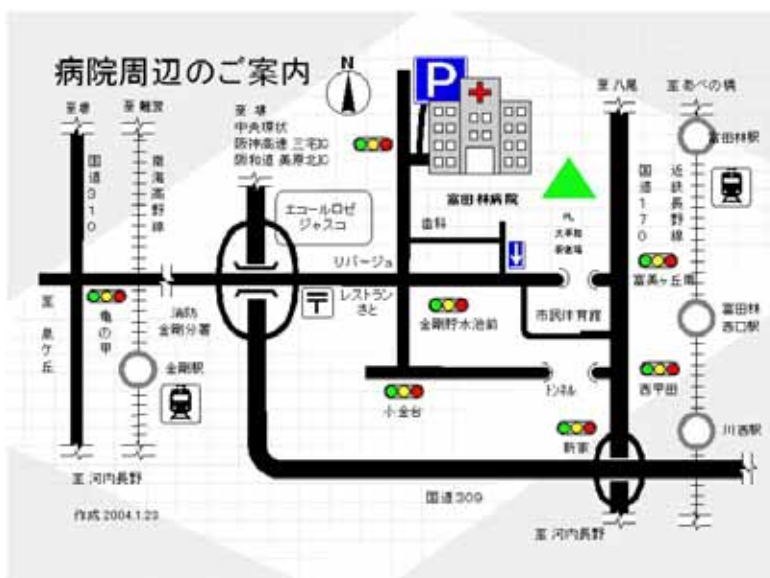 病院周辺のご案内
N
P
至 堺
至 難波
至 堺
中央環状
阪神高速 三宅IC
阪和道 美原北IC
至 八尾
至 あべの橋
富田林駅
国道310
南海高野線
エコールロゼ
ジャスコ
富田林病院
PL
国道170
近鉄長野線
歯科
リバージュ
富美ヶ丘南
至 泉ケ丘
亀の甲
消防
金剛分署
〒
レストラン
さと
金剛貯水池前
市民体育館
富田林
西口駅
金剛駅
小金台
トンネル
西甲田
川西駅
新家
至 河内長野
国道309
作成 2004.1.23
至 河内長野